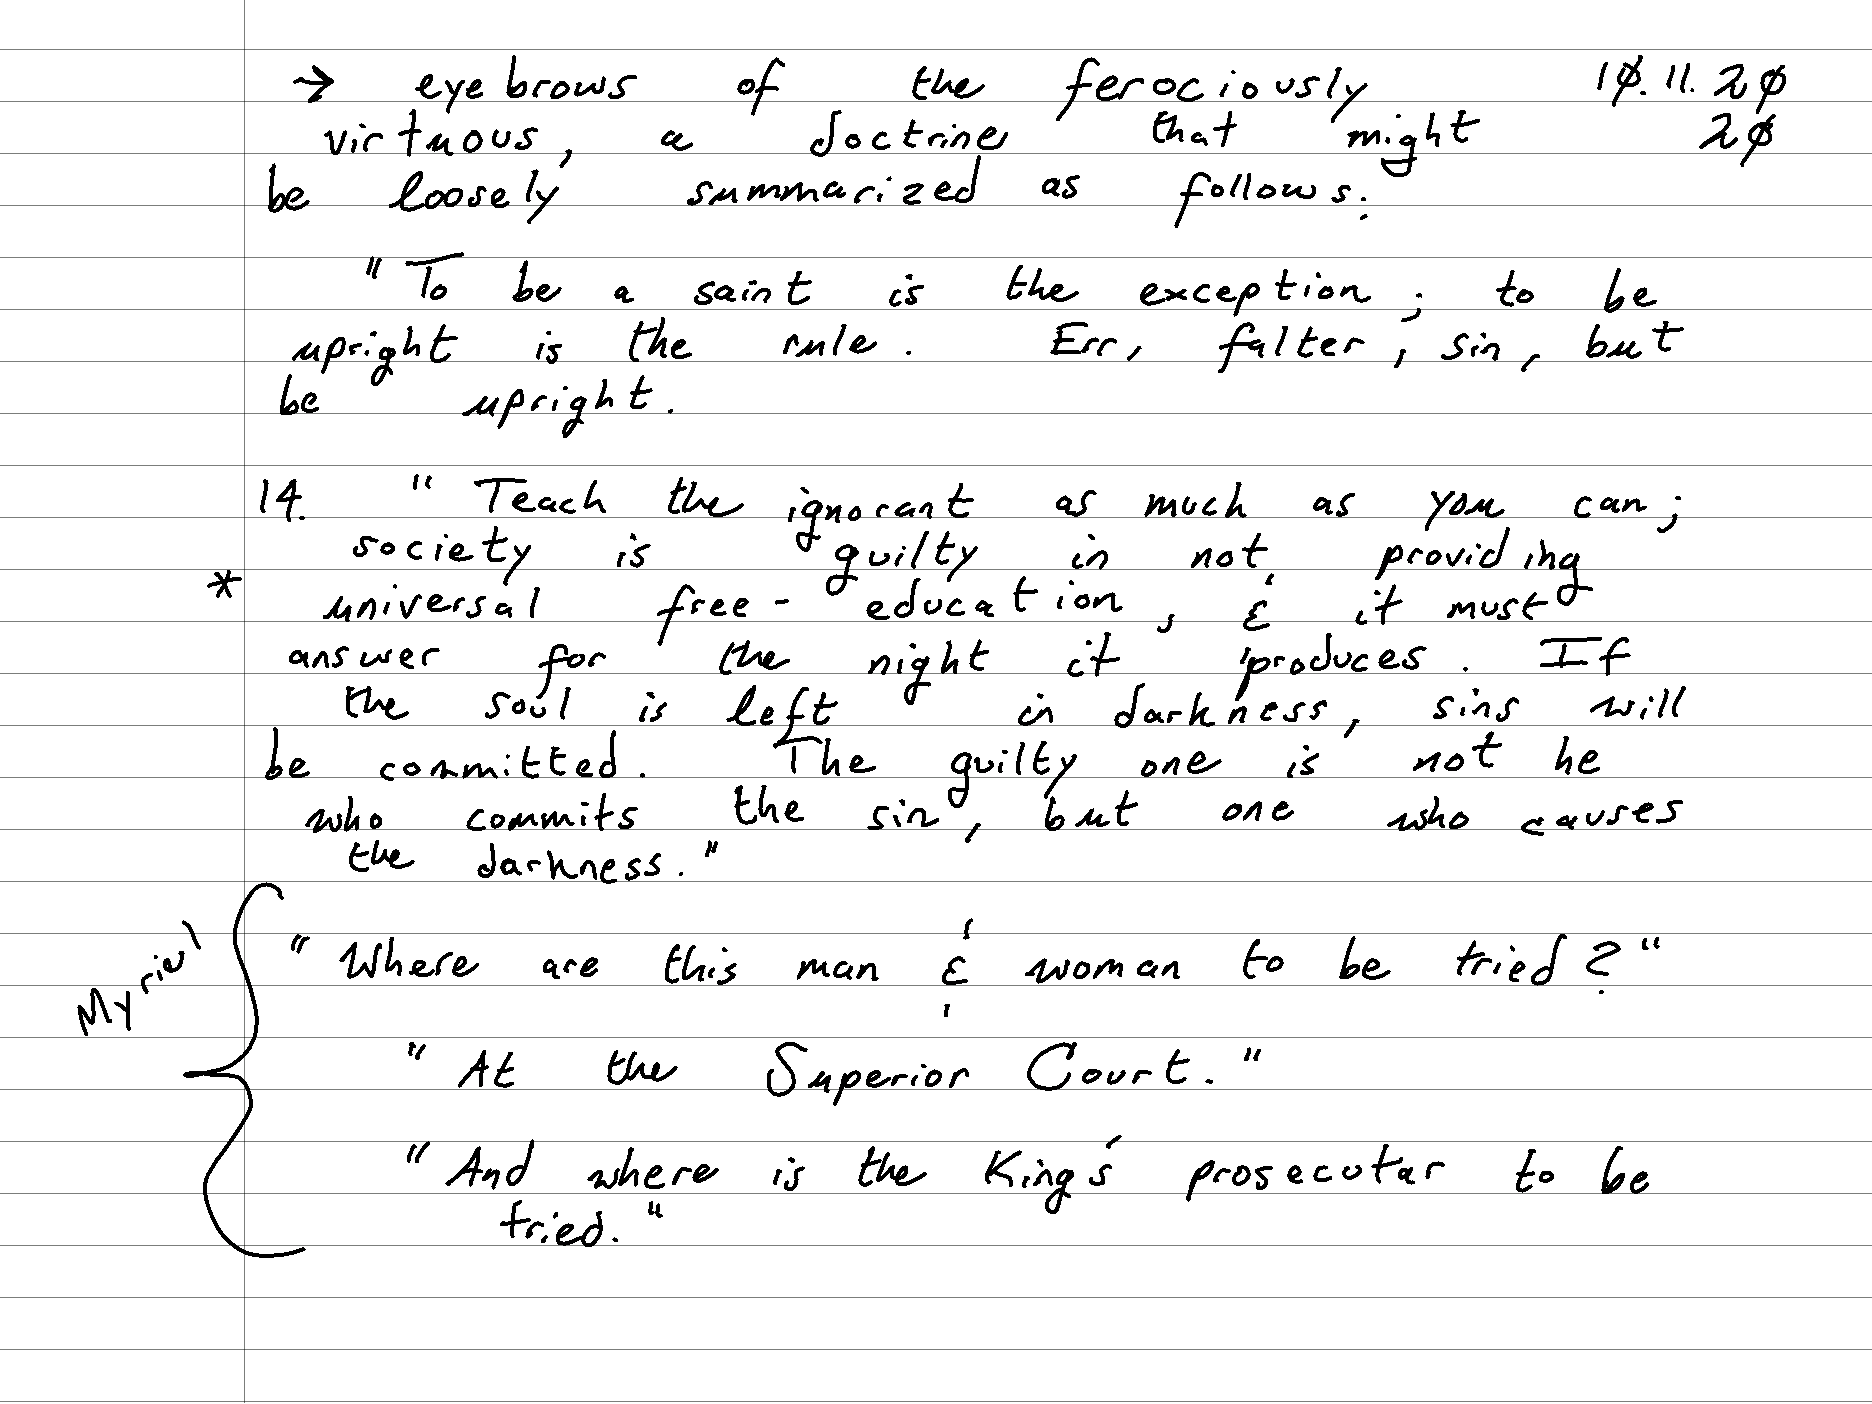 → eyebrows of the ferociously 1Ø.11.2Ø
virtuous, a doctrine that might 2Ø
be loosely summarized as follows:
"To be a saint is the exception; to be
upright is the rule. Err, falter, sin, but
be upright.
14. "Teach the ignorant as much as you can;
society is guilty in not providing
* universal free-education, & it must
answer for the night it produces. If
the soul is left in darkness, sins will
be committed. The guilty one is not he
who commits the sin, but one who causes
the darkness."
Myriel
"Where are this man & woman to be tried?"
"At the Superior Court."
"And where is the King's prosecutar to be
tried."